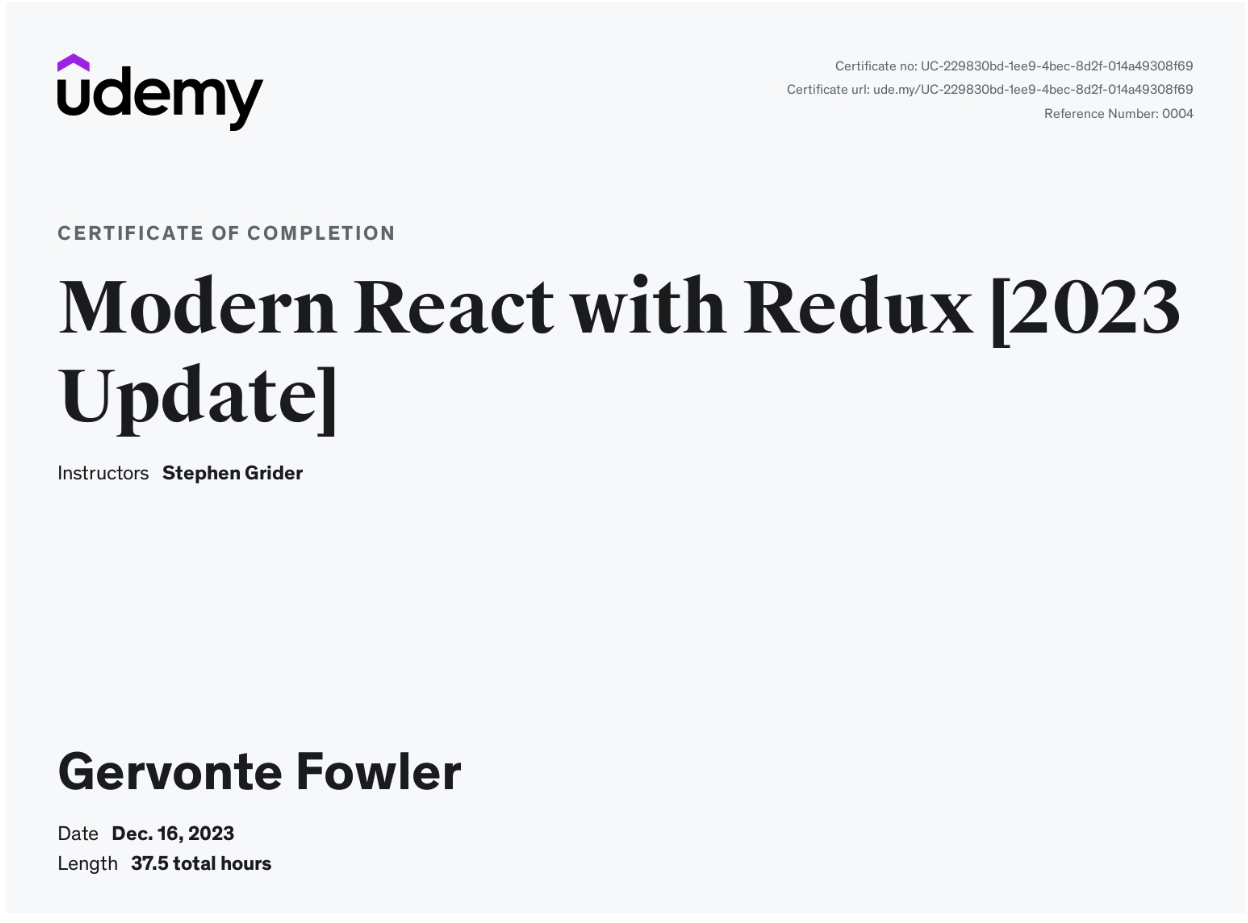 udemy
Certificate no: UC-229830bd-1ee9-4bec-8d2f-014a49308f69
Certificate url: ude.my/UC-229830bd-1ee9-4bec-8d2f-014a49308f69
Reference Number: 0004
CERTIFICATE OF COMPLETION
Modern React with Redux [2023
Update]
Instructors Stephen Grider
Gervonte Fowler
Date Dec. 16, 2023
Length 37.5 total hours